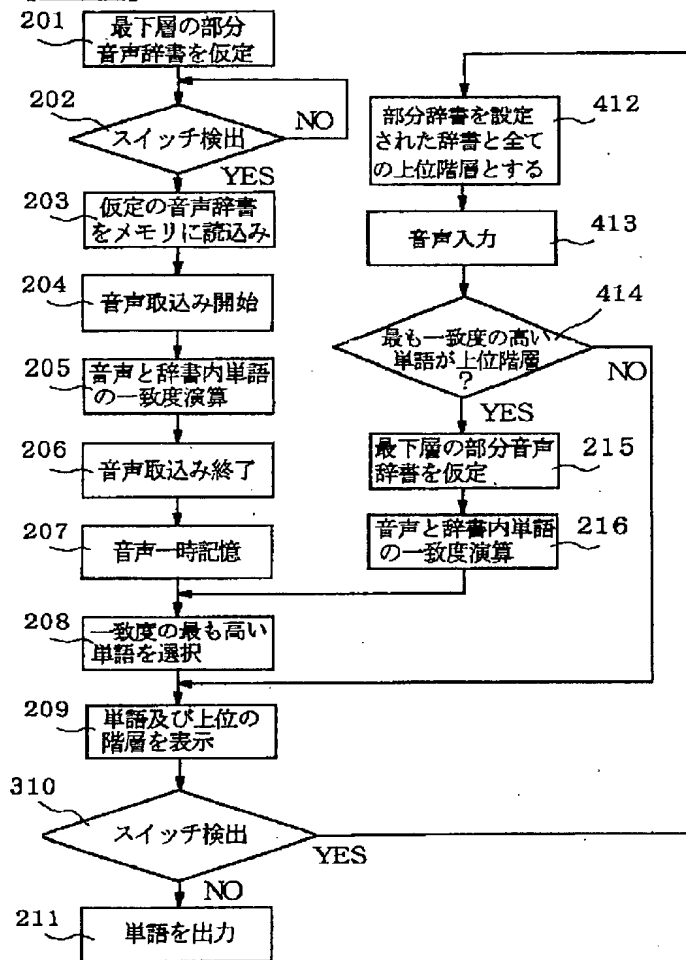 201
最下層の部分
音声辞書を仮定
202
スイッチ検出
NO
YES
203
仮定の音声辞書
をメモリに読込み
204
音声取込み開始
205
音声と辞書内単語
の一致度演算
206
音声取込み終了
207
音声一時記憶
208
一致度の最も高い
単語を選択
209
単語及び上位の
階層を表示
310
スイッチ検出
YES
NO
211
単語を出力
412
部分辞書を設定
された辞書と全て
の上位階層とする
413
音声入力
414
最も一致度の高い
単語が上位階層
?
NO
YES
215
最下層の部分音声
辞書を仮定
216
音声と辞書内単語
の一致度演算